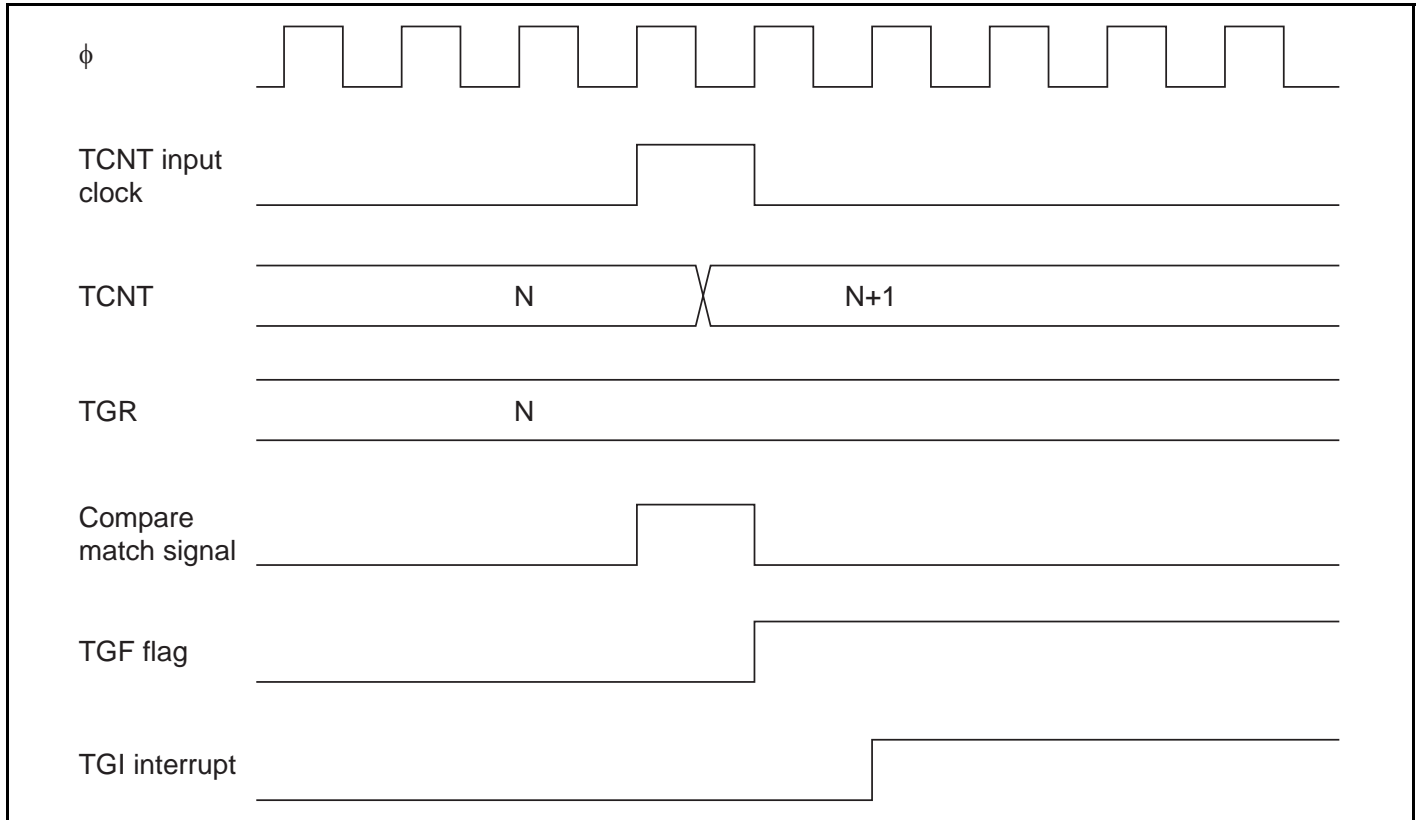 ϕ
TCNT input
clock
TCNT
N
N+1
TGR
N
Compare
match signal
TGF flag
TGI interrupt